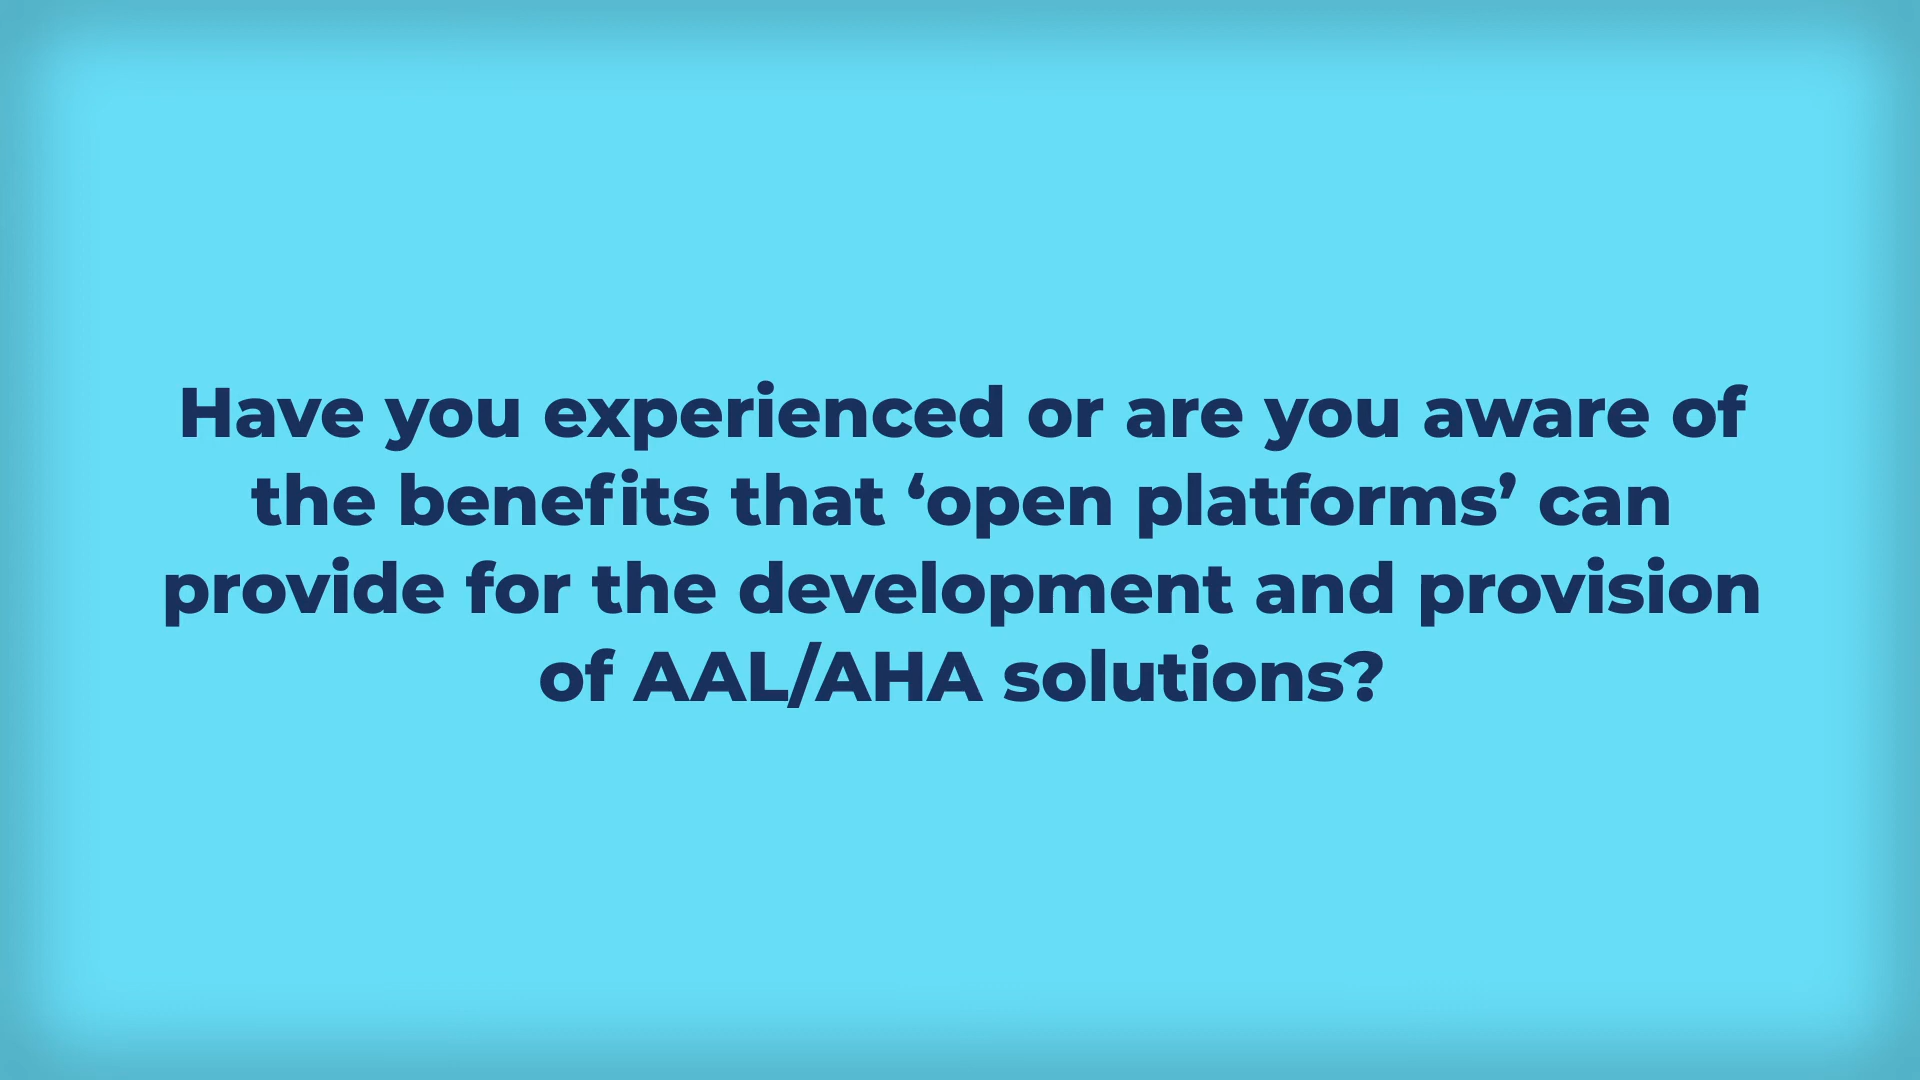 Have you experienced or are you aware of
the benefits that ‘open platforms’ can
provide for the development and provision
of AAL/AHA solutions?